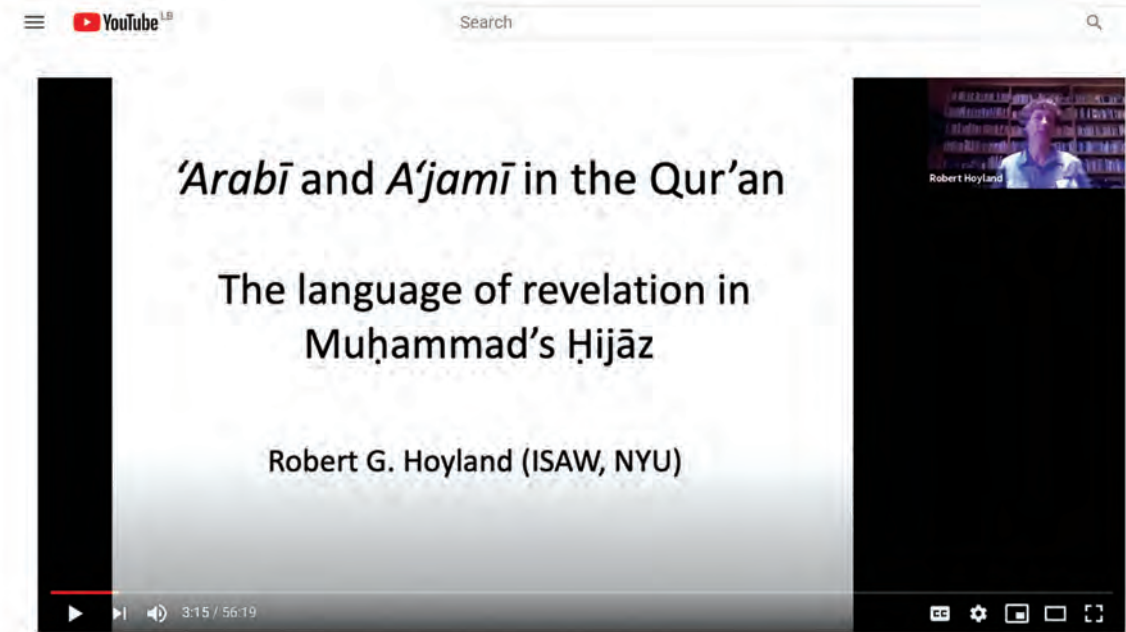 YouTube LB
Search
‘Arabī and A‘jamī in the Qur’an
The language of revelation in
Muḥammad’s Ḥijāz
Robert G. Hoyland (ISAW, NYU)
Robert Hoyland
3:15 / 56:19
CC